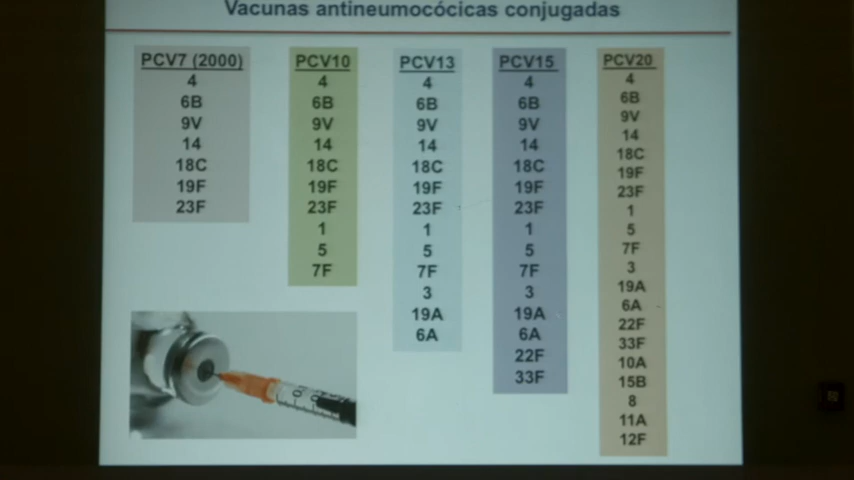 Vacunas antineumocócicas conjugadas
PCV7 (2000)
4
6B
9V
14
18C
19F
23F
PCV10
4
6B
9V
14
18C
19F
23F
1
5
7F
PCV13
4
6B
9V
14
18C
19F
23F
1
5
7F
3
19A
6A
PCV15
4
6B
9V
14
18C
19F
23F
1
5
7F
3
19A
6A
22F
33F
PCV20
4
6B
9V
14
18C
19F
23F
1
5
7F
3
19A
6A
22F
33F
10A
15B
8
11A
12F